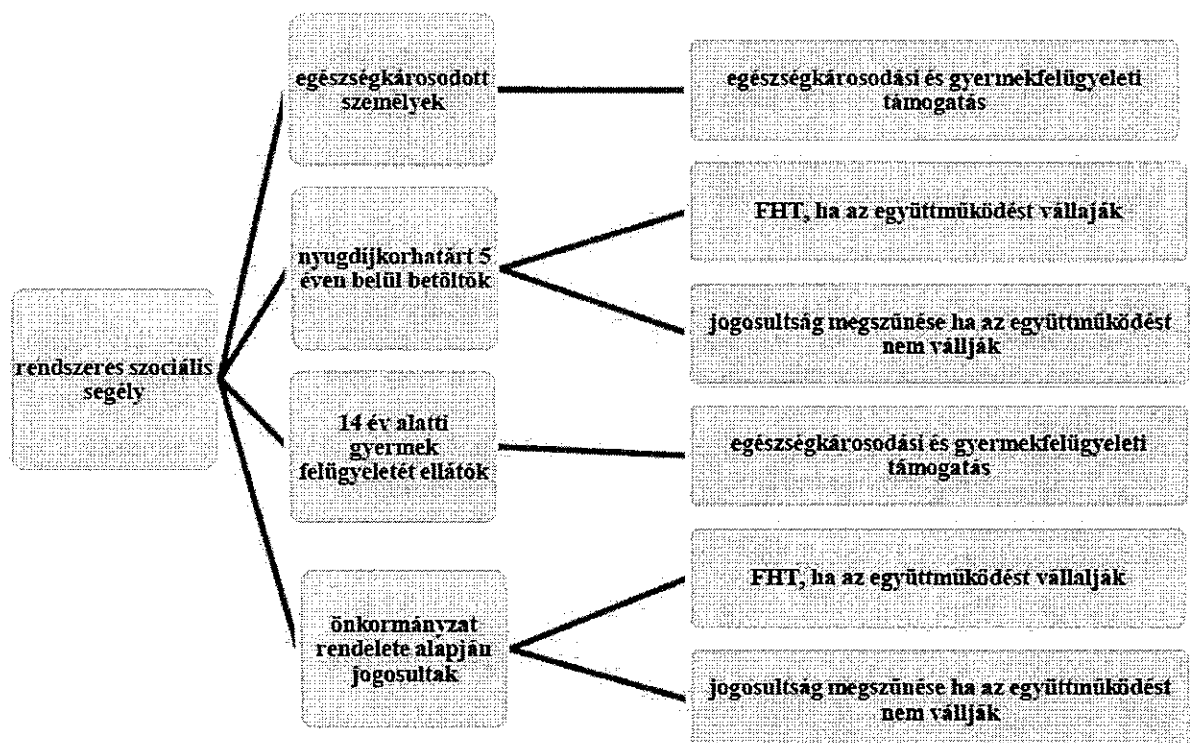 rendszeres szociális
segély
egészségkárosodott
személyek
egészségkárosodási és gyermekfelügyeleti
támogatás
nyugdíjkorhatárt 5
éven belül betöltők
FHT, ha az együttműködést vállaják
jogosultság megszűnése ha az együttműködést
nem vállják
14 év alatti
gyermek
felügyeletét ellátók
egészségkárosodási és gyermekfelügyeleti
támogatás
önkormányzat
rendelete alapján
jogosultak
FHT, ha az együttműködést vállalják
jogosultság megszűnése ha az együttműködést
nem vállják